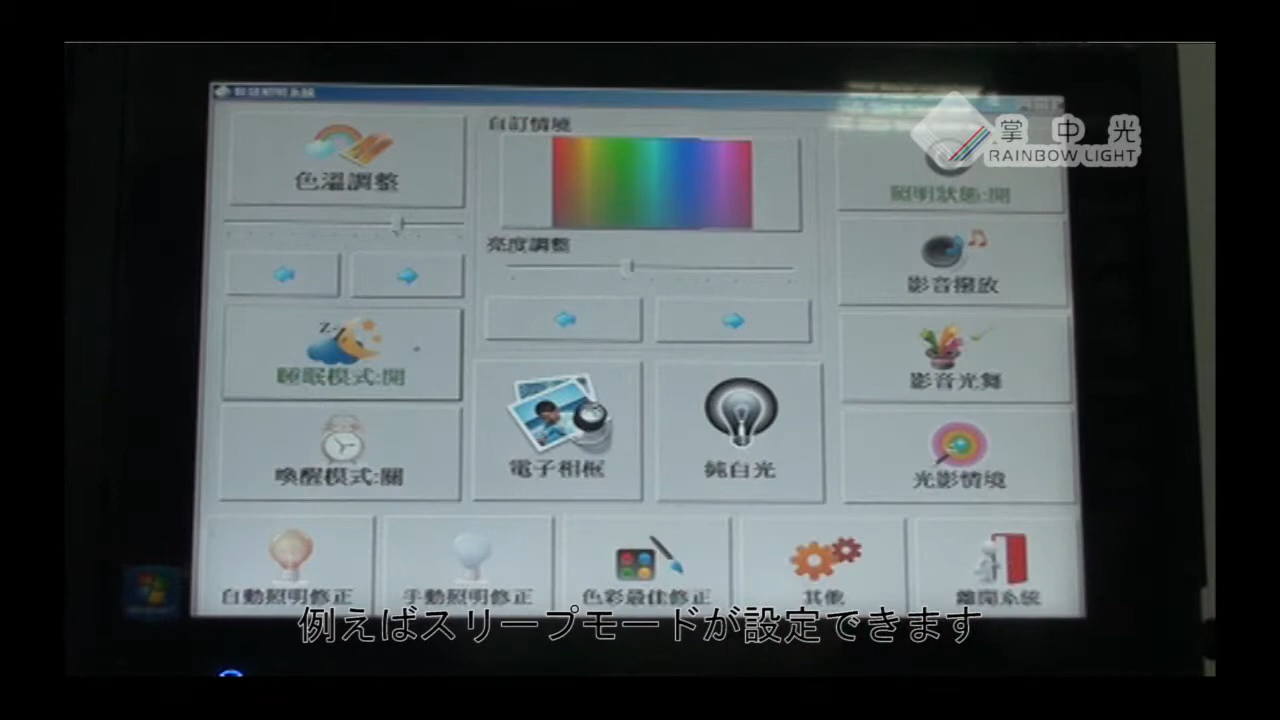 掌中光
RAINBOW LIGHT
自訂情境
色溫調整
照明狀態:開
亮度調整
影音撥放
睡眠模式:開
影音光舞
電子相框
純白光
喚醒模式:關
光影情境
自動照明修正
手動照明修正
色彩最佳修正
其他
離開系統
例えばスリープモードが設定できます